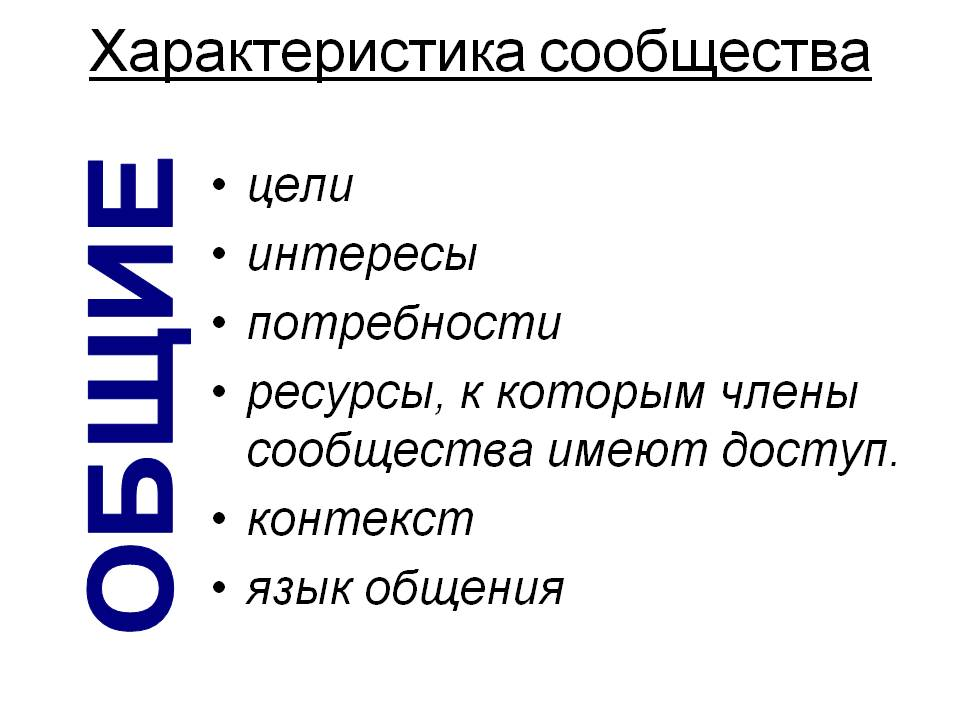 Характеристика сообщества
ОБЩИЕ
• цели
• интересы
• потребности
• ресурсы, к которым члены
сообщества имеют доступ.
• контекст
• язык общения